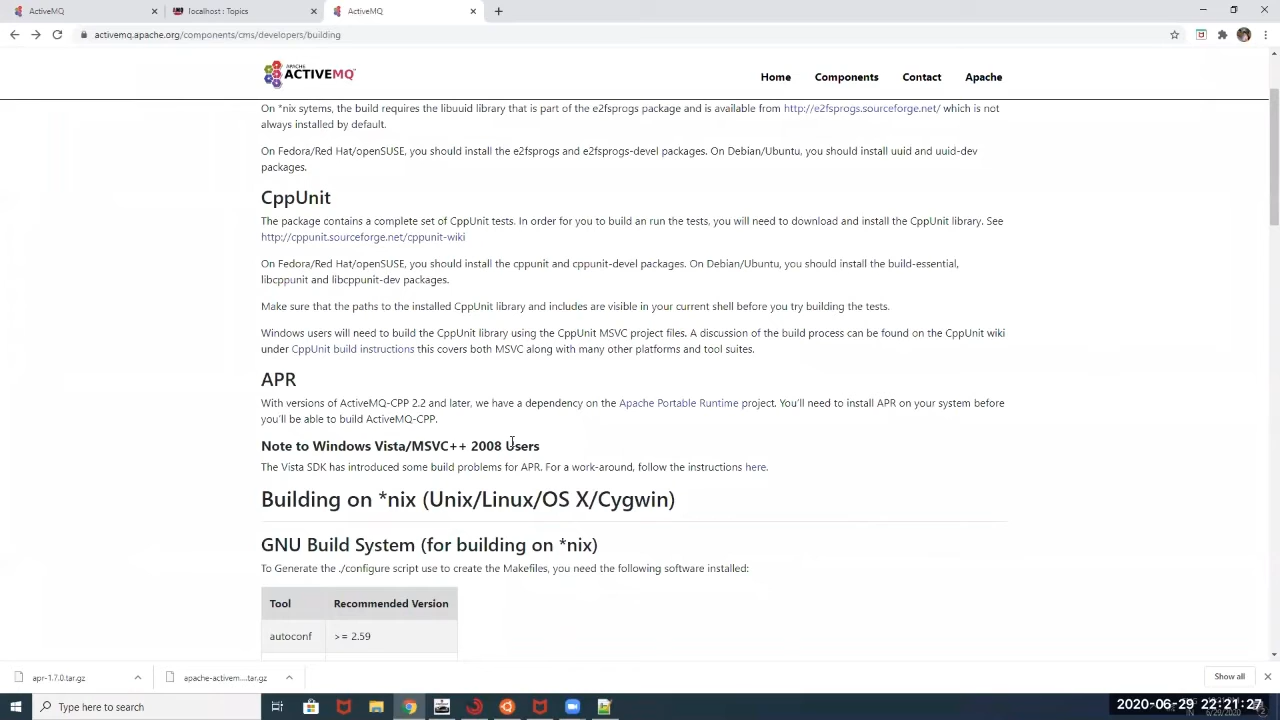 ActiveMQ
localhost : Topics
ActiveMQ
activemq.apache.org/components/cms/developers/building
APACHE
ACTIVEMQ™
Home
Components
Contact
Apache
On *nix sytems, the build requires the libuuid library that is part of the e2fsprogs package and is available from http://e2fsprogs.sourceforge.net/ which is not
always installed by default.
On Fedora/Red Hat/openSUSE, you should install the e2fsprogs and e2fsprogs-devel packages. On Debian/Ubuntu, you should install uuid and uuid-dev
packages.
CppUnit
The package contains a complete set of CppUnit tests. In order for you to build an run the tests, you will need to download and install the CppUnit library. See
http://cppunit.sourceforge.net/cppunit-wiki
On Fedora/Red Hat/openSUSE, you should install the cppunit and cppunit-devel packages. On Debian/Ubuntu, you should install the build-essential,
libcppunit and libcppunit-dev packages.
Make sure that the paths to the installed CppUnit library and includes are visible in your current shell before you try building the tests.
Windows users will need to build the CppUnit library using the CppUnit MSVC project files. A discussion of the build process can be found on the CppUnit wiki
under CppUnit build instructions this covers both MSVC along with many other platforms and tool suites.
APR
With versions of ActiveMQ-CPP 2.2 and later, we have a dependency on the Apache Portable Runtime project. You'll need to install APR on your system before
you'll be able to build ActiveMQ-CPP.
Note to Windows Vista/MSVC++ 2008 Users
The Vista SDK has introduced some build problems for APR. For a work-around, follow the instructions here.
Building on *nix (Unix/Linux/OS X/Cygwin)
GNU Build System (for building on *nix)
To Generate the ./configure script use to create the Makefiles, you need the following software installed:
Tool
Recommended Version
autoconf
>= 2.59
apr-1.7.0.tar.gz
apache-activem....tar.gz
Show all
Type here to search
2020-06-29 22:21:27